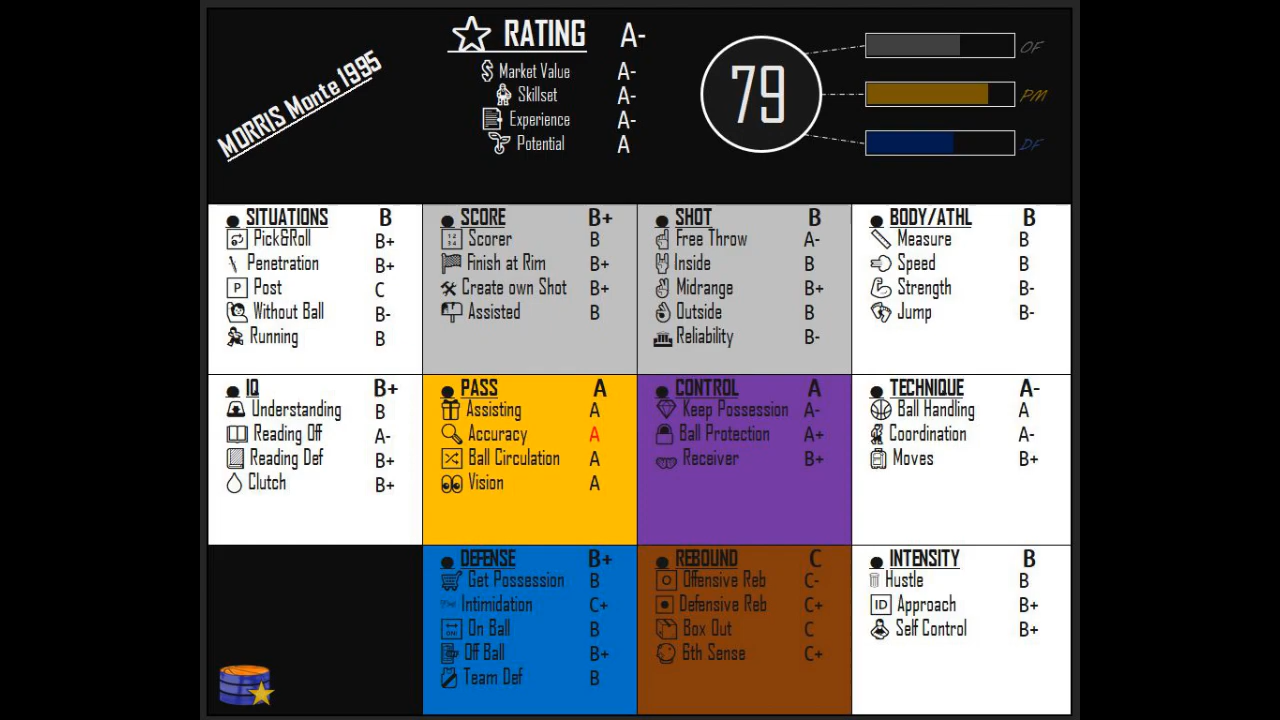 MORRIS Monte 1995
RATING A-
Market Value A-
Skillset A-
Experience A-
Potential A
79
OF
PM
DF
SITUATIONS B
Pick&Roll B+
Penetration B+
P Post C
Without Ball B-
Running B
SCORE B+
Scorer B
Finish at Rim B+
Create own Shot B+
Assisted B
SHOT B
Free Throw A-
Inside B
Midrange B+
Outside B
Reliability B-
BODY/ATHL B
Measure B
Speed B
Strength B-
Jump B-
IQ B+
Understanding B
Reading Off A-
Reading Def B+
Clutch B+
PASS A
Assisting A
Accuracy A
Ball Circulation A
Vision A
CONTROL A
Keep Possession A-
Ball Protection A+
Receiver B+
TECHNIQUE A-
Ball Handling A
Coordination A-
Moves B+
DEFENSE B+
Get Possession B
Intimidation C+
On Ball B
Off Ball B+
Team Def B
REBOUND C
Offensive Reb C-
Defensive Reb C+
Box Out C
6th Sense C+
INTENSITY B
Hustle B
ID Approach B+
Self Control B+